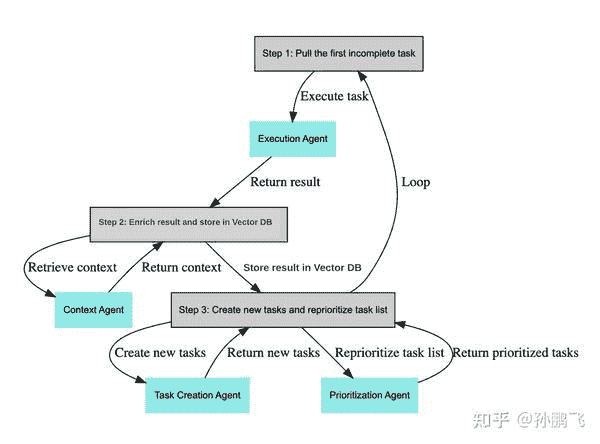 Step 1: Pull the first incomplete task
Execute task
Execution Agent
Return result
Loop
Step 2: Enrich result and store in Vector DB
Retrieve context
Return context
Store result in Vector DB
Context Agent
Step 3: Create new tasks and reprioritize task list
Create new tasks
Return new tasks
Reprioritize task list
Return prioritized tasks
Task Creation Agent
Prioritization Agent
知乎 @孙鹏飞